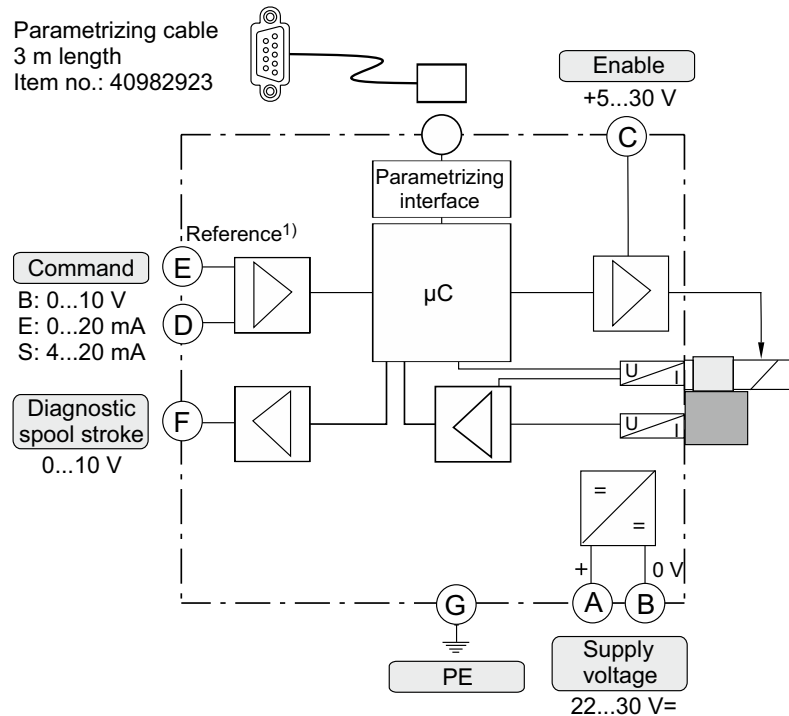 Parametrizing cable
3 m length
Item no.: 40982923
Enable
+5...30 V
C
Parametrizing
interface
Reference1)
Command
B: 0...10 V
E: 0...20 mA
S: 4...20 mA
E
D
µC
U
I
Diagnostic
spool stroke
0...10 V
F
U
I
=
=
+
0 V
G
A
B
PE
Supply
voltage
22...30 V=